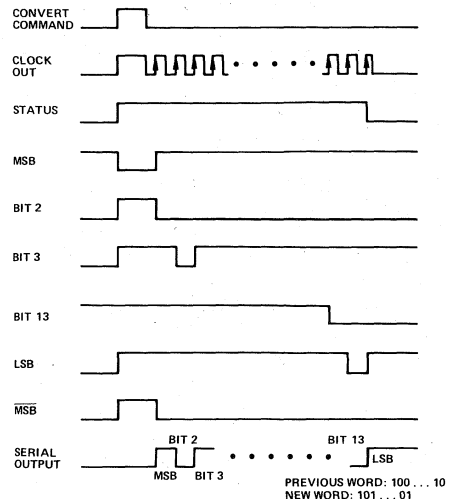 CONVERT
COMMAND
CLOCK
OUT
STATUS
MSB
BIT 2
BIT 3
BIT 13
LSB
MSB
SERIAL
OUTPUT
BIT 2
BIT 13
MSB
BIT 3
LSB
PREVIOUS WORD: 100 . . . 10
NEW WORD: 101 . . . 01